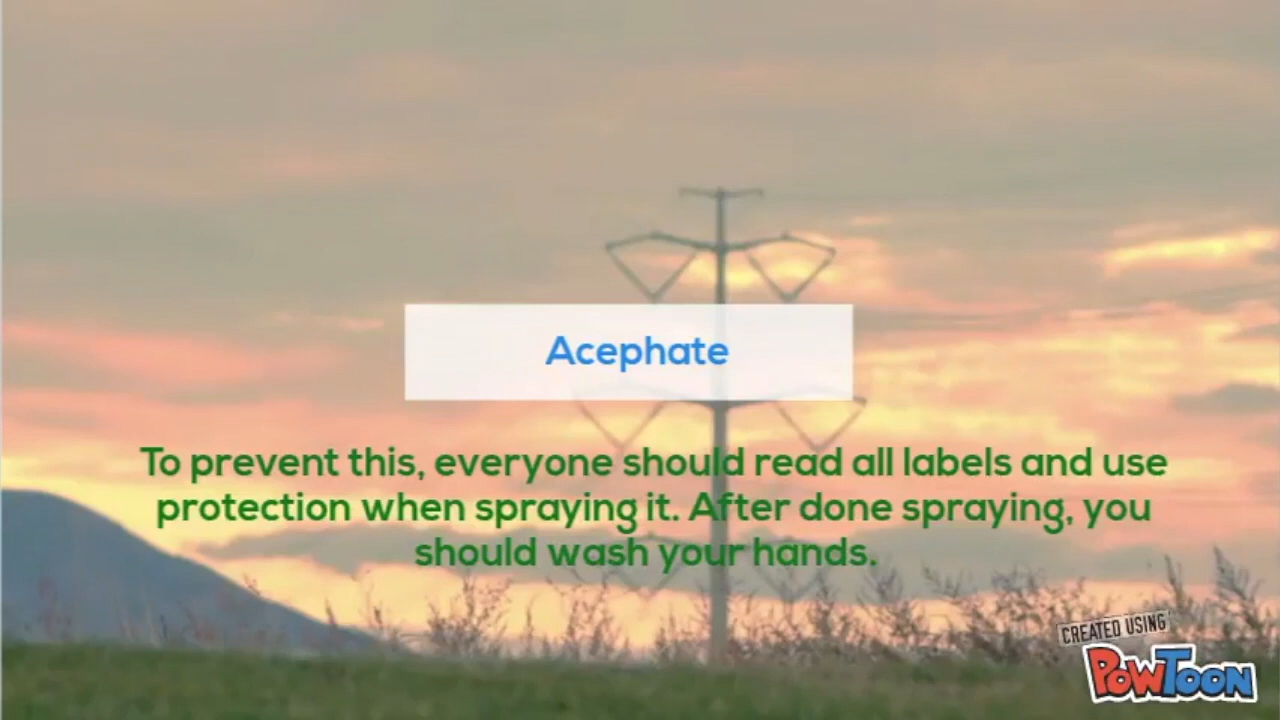 Acephate
To prevent this, everyone should read all labels and use
protection when spraying it. After done spraying, you
should wash your hands.
CREATED USING
POWTOON